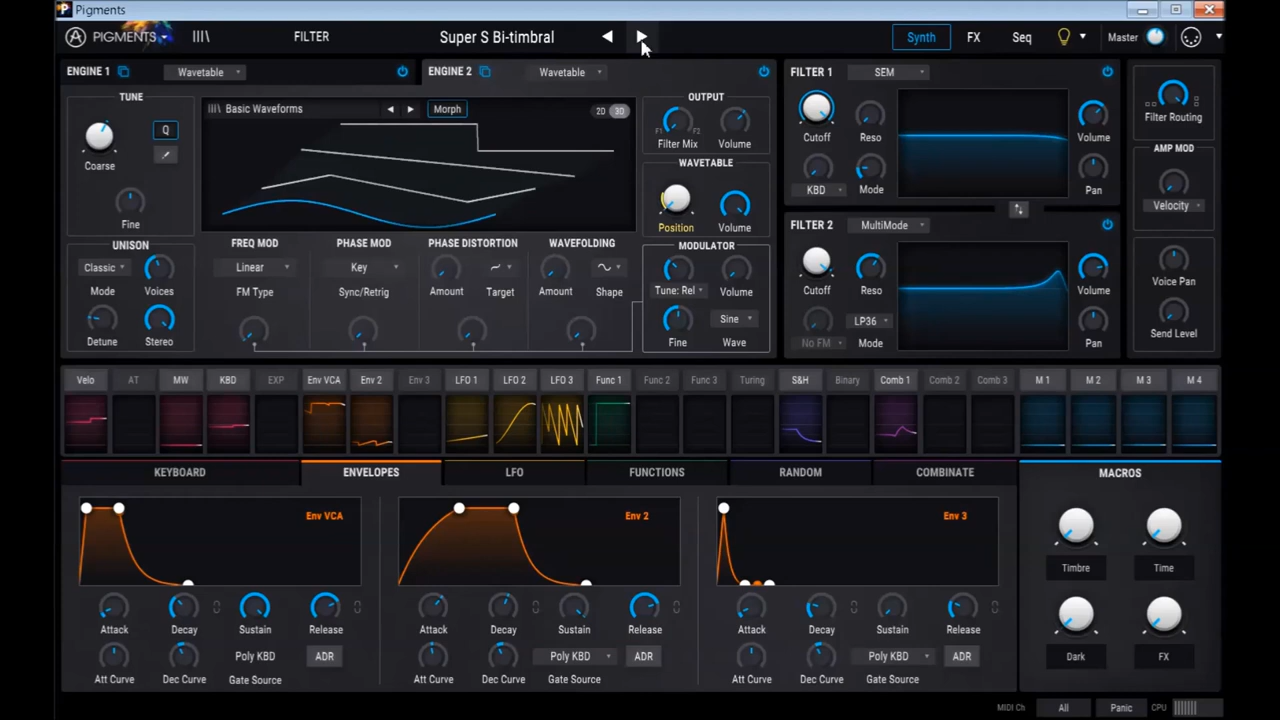 Pigments
PIGMENTS FILTER Super S Bi-timbral Synth FX Seq Master
ENGINE 1 Wavetable ENGINE 2 Wavetable
TUNE
Q
Coarse
Fine
Basic Waveforms Morph 2D 3D
OUTPUT
F1 F2
Filter Mix Volume
WAVETABLE
Position Volume
UNISON
Classic
Mode Voices
Detune Stereo
FREQ MOD PHASE MOD PHASE DISTORTION WAVEFOLDING
Linear Key
FM Type Sync/Retrig Amount Target Amount Shape
MODULATOR
Tune: Rel Volume
Sine
Fine Wave
FILTER 1 SEM
Cutoff Reso Volume
KBD Mode Pan
FILTER 2 MultiMode
Cutoff Reso Volume
LP36
No FM Mode Pan
Filter Routing
AMP MOD
Velocity
Voice Pan
Send Level
Velo AT MW KBD EXP Env VCA Env 2 Env 3 LFO 1 LFO 2 LFO 3 Func 1 Func 2 Func 3 Turing S&H Binary Comb 1 Comb 2 Comb 3 M 1 M 2 M 3 M 4
KEYBOARD ENVELOPES LFO FUNCTIONS RANDOM COMBINATE MACROS
Env VCA
Attack Decay Sustain Release
Poly KBD ADR
Att Curve Dec Curve Gate Source
Env 2
Attack Decay Sustain Release
Poly KBD ADR
Att Curve Dec Curve Gate Source
Env 3
Attack Decay Sustain Release
Poly KBD ADR
Att Curve Dec Curve Gate Source
Timbre Time
Dark FX
MIDI Ch All Panic CPU